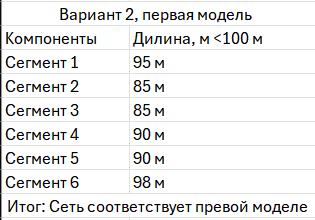 Вариант 2, первая модель
Компоненты Дилина, м <100 м
Сегмент 1 95 м
Сегмент 2 85 м
Сегмент 3 85 м
Сегмент 4 90 м
Сегмент 5 90 м
Сегмент 6 98 м
Итог: Сеть соответствует превой моделе